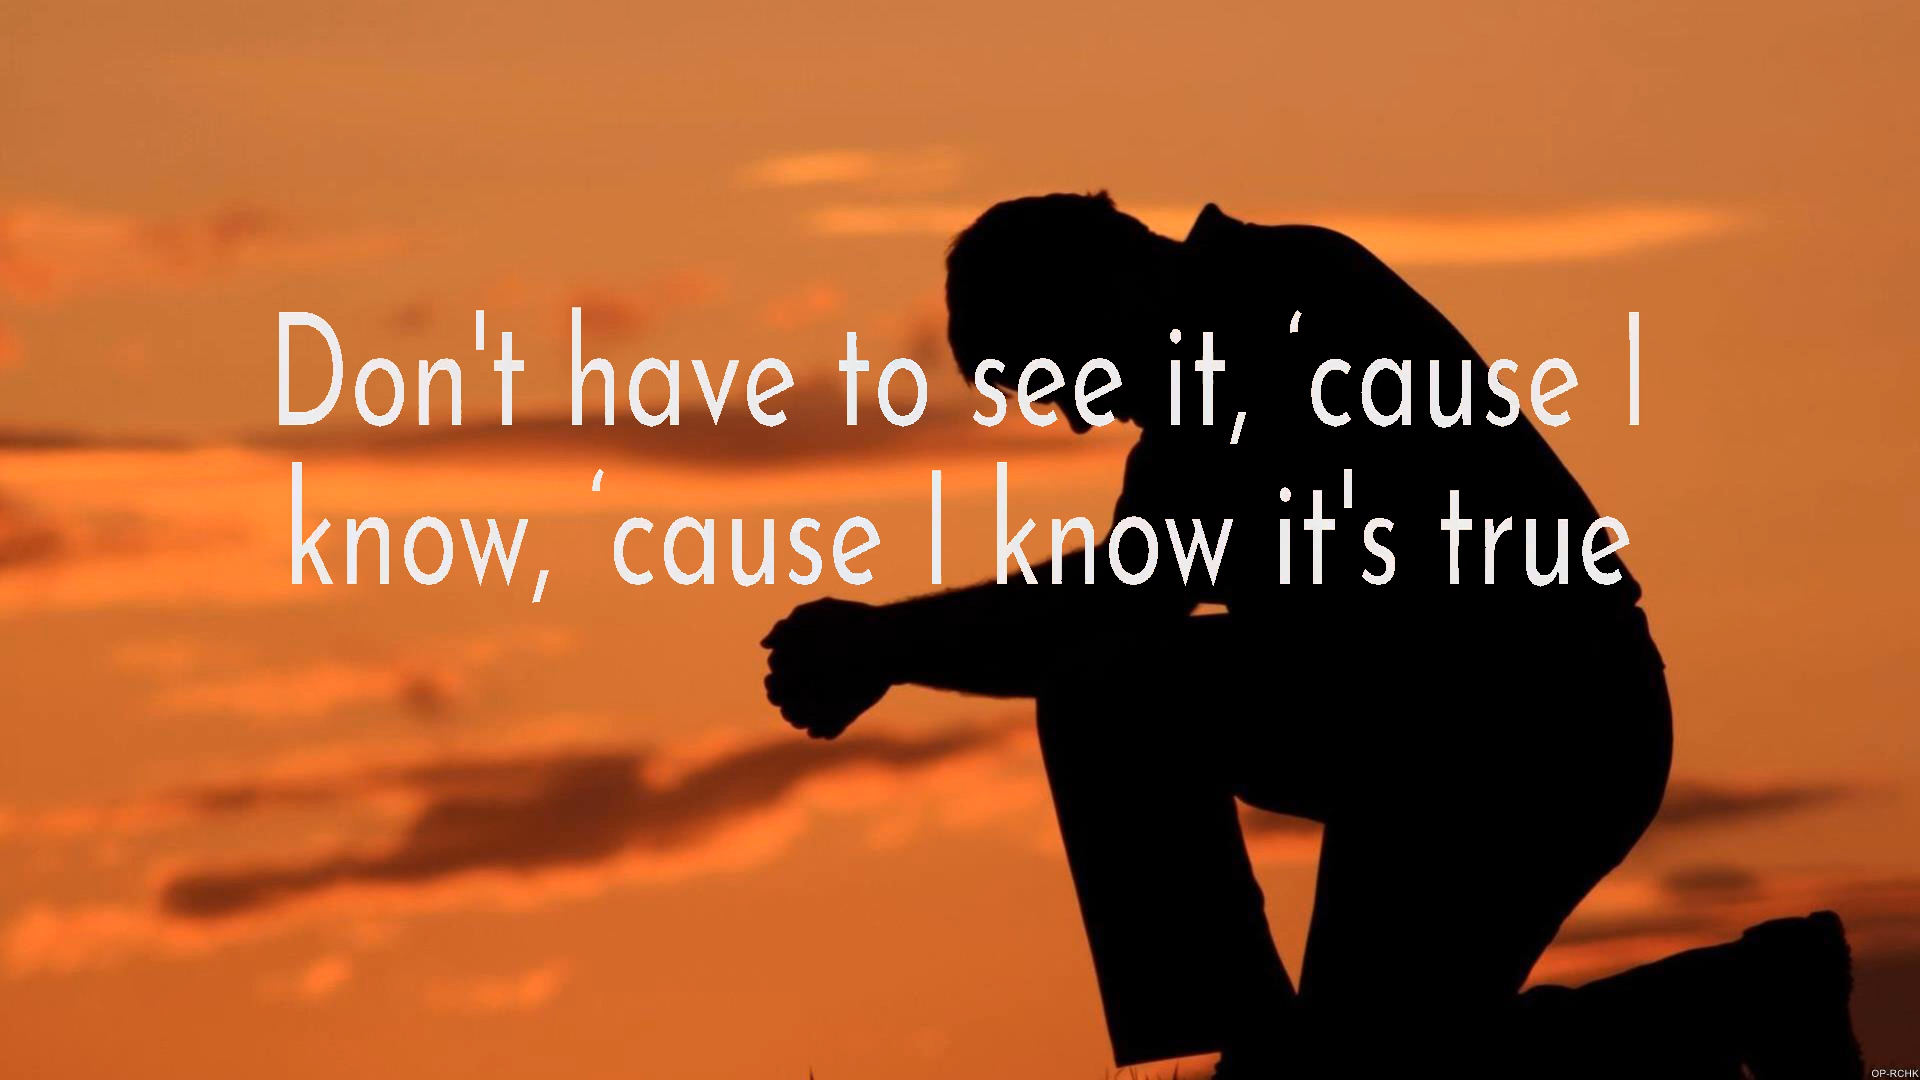 Don't have to see it, ‘cause I
know, ‘cause I know it's true
OP-RCHK